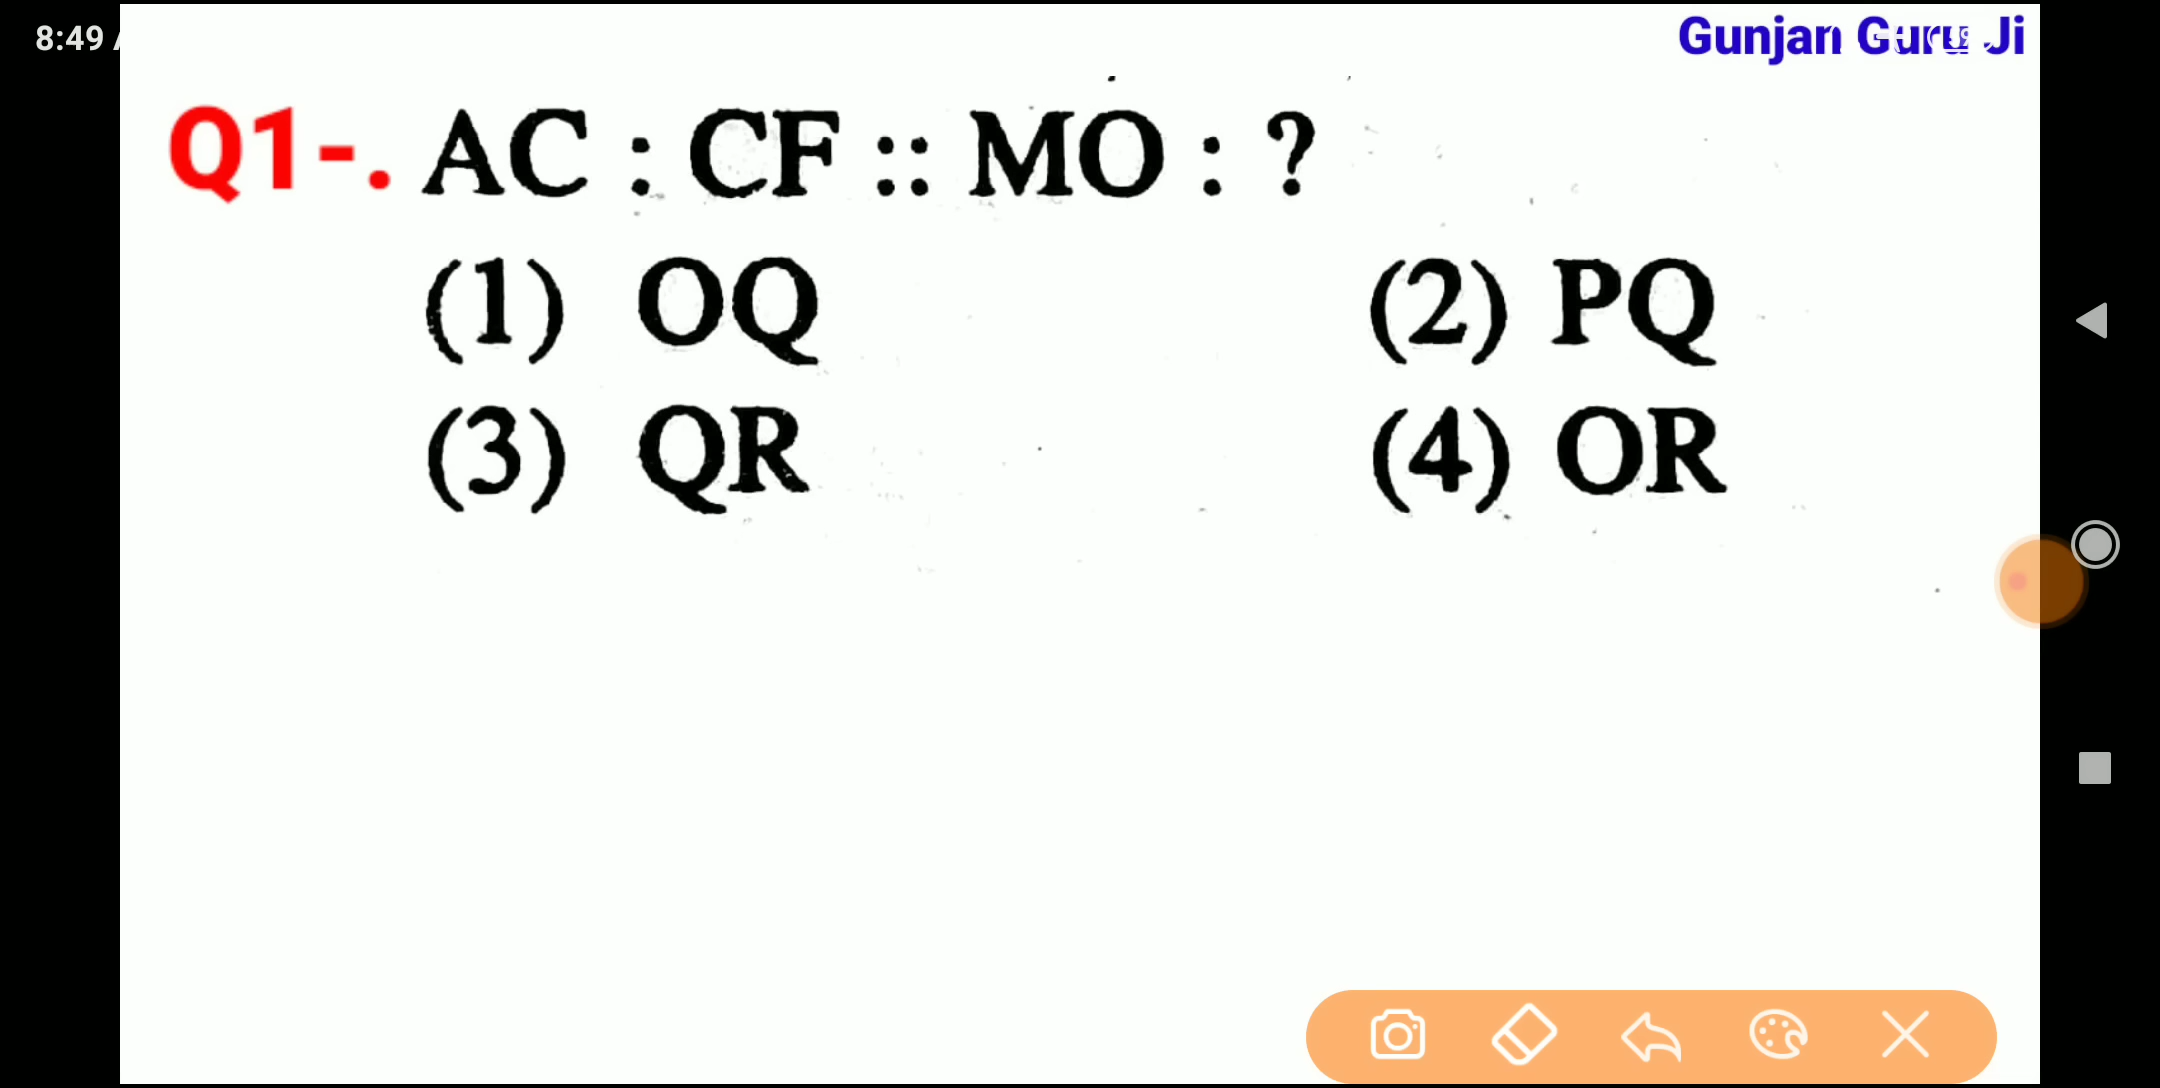 8:49
Gunjan Guru Ji
Q1-. AC : CF :: MO : ?
(1) OQ (2) PQ
(3) QR (4) OR